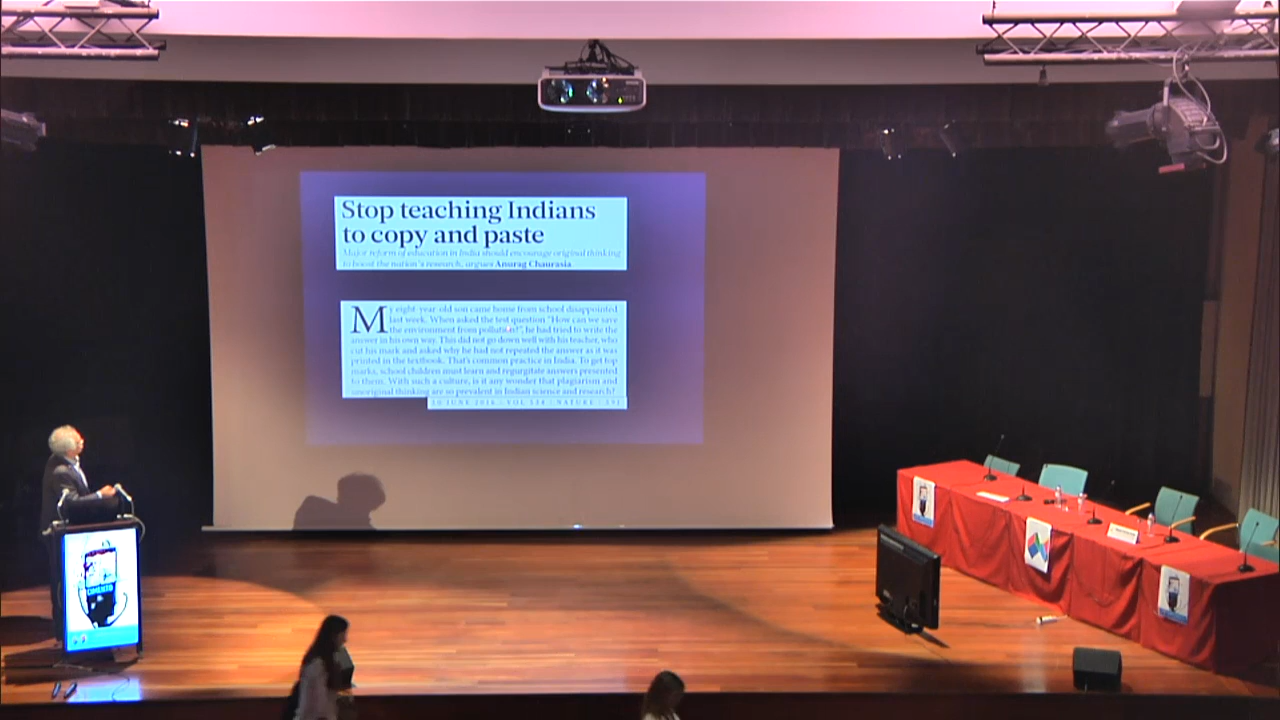 Stop teaching Indians
to copy and paste
Major reform of education in India should encourage original thinking
to boost the nation's research, argues Anurag Chaurasia.
My eight-year-old son came home from school disappointed
last week. When asked the test question "How can we save
the environment from pollution?", he had tried to write the
answer in his own way. This did not go down well with his teacher, who
cut his mark and asked why he had not repeated the answer as it was
printed in the textbook. That's common practice in India. To get top
marks, school children must learn and regurgitate answers presented
to them. With such a culture, is it any wonder that plagiarism and
unoriginal thinking are so prevalent in Indian science and research?
JUNE 2016 | VOL 534 | NATURE | 591